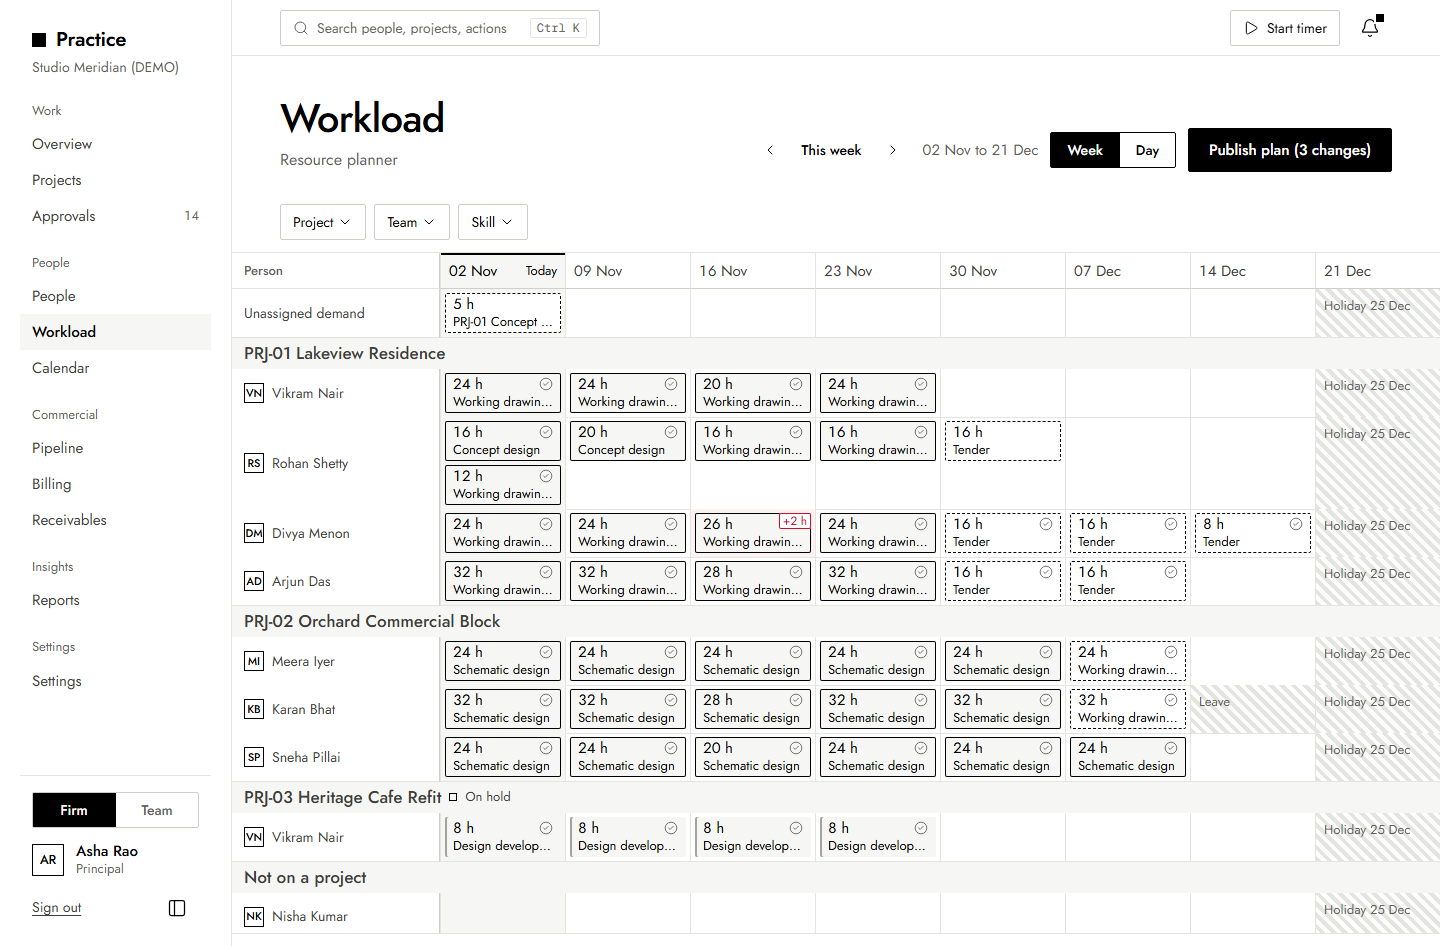 Practice
Studio Meridian (DEMO)
Work
Overview
Projects
Approvals 14
People
People
Workload
Calendar
Commercial
Pipeline
Billing
Receivables
Insights
Reports
Settings
Settings
Firm Team
AR Asha Rao
Principal
Sign out
Search people, projects, actions Ctrl K
Start timer
Workload
Resource planner
This week 02 Nov to 21 Dec Week Day Publish plan (3 changes)
Project Team Skill
Person 02 Nov Today 09 Nov 16 Nov 23 Nov 30 Nov 07 Dec 14 Dec 21 Dec
Unassigned demand 5 h Holiday 25 Dec
PRJ-01 Concept ...
PRJ-01 Lakeview Residence
VN Vikram Nair 24 h 24 h 20 h 24 h Holiday 25 Dec
Working drawin... Working drawin... Working drawin... Working drawin...
RS Rohan Shetty 16 h 20 h 16 h 16 h 16 h Holiday 25 Dec
Concept design Concept design Working drawin... Working drawin... Tender
12 h
Working drawin...
DM Divya Menon 24 h 24 h 26 h +2 h 24 h 16 h 16 h 8 h Holiday 25 Dec
Working drawin... Working drawin... Working drawin... Working drawin... Tender Tender Tender
AD Arjun Das 32 h 32 h 28 h 32 h 16 h 16 h Holiday 25 Dec
Working drawin... Working drawin... Working drawin... Working drawin... Tender Tender
PRJ-02 Orchard Commercial Block
MI Meera Iyer 24 h 24 h 24 h 24 h 24 h 24 h Holiday 25 Dec
Schematic design Schematic design Schematic design Schematic design Schematic design Working drawin...
KB Karan Bhat 32 h 32 h 28 h 32 h 32 h 32 h Leave Holiday 25 Dec
Schematic design Schematic design Schematic design Schematic design Schematic design Working drawin...
SP Sneha Pillai 24 h 24 h 20 h 24 h 24 h 24 h Holiday 25 Dec
Schematic design Schematic design Schematic design Schematic design Schematic design Schematic design
PRJ-03 Heritage Cafe Refit On hold
VN Vikram Nair 8 h 8 h 8 h 8 h Holiday 25 Dec
Design develop... Design develop... Design develop... Design develop...
Not on a project
NK Nisha Kumar Holiday 25 Dec